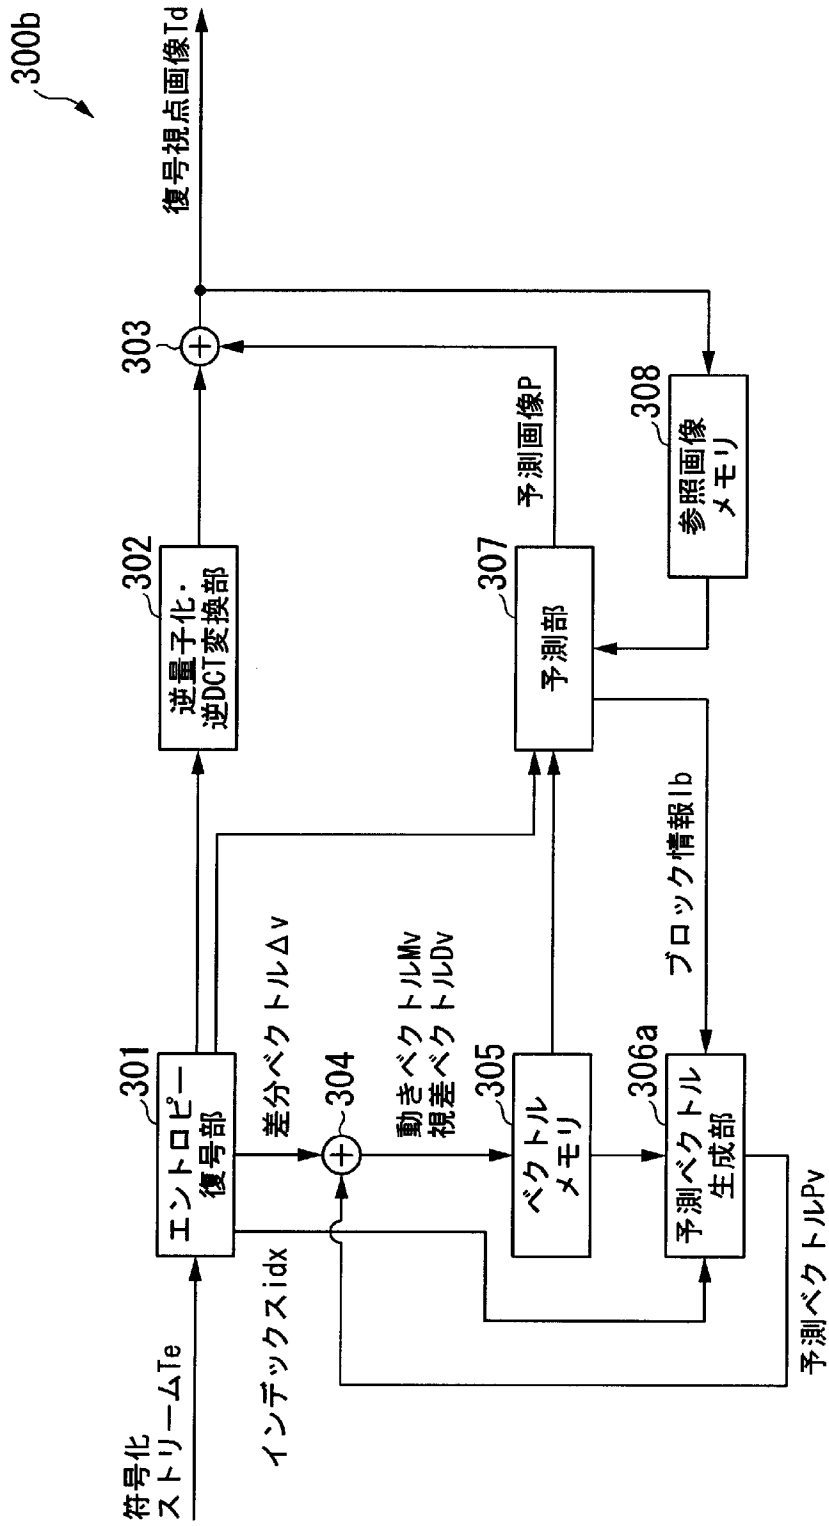 300b
符号化
ストリームTe
301
エントロピー
復号部
302
逆量子化・
逆DCT変換部
303
復号視点画像Td
差分ベクトルΔv
インデックスidx
304
動きベクトルMv
視差ベクトルDv
305
ベクトル
メモリ
306a
予測ベクトル
生成部
予測ベクトルPv
307
予測部
予測画像P
ブロック情報Ib
308
参照画像
メモリ